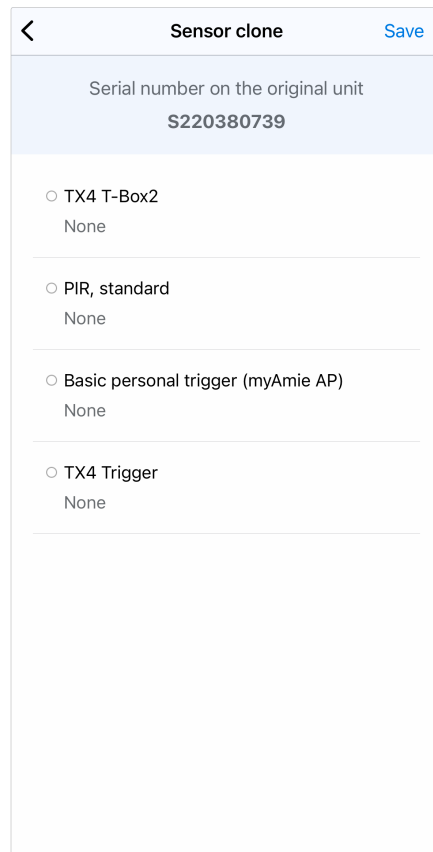 Sensor clone
Save
Serial number on the original unit
S220380739
TX4 T-Box2
None
PIR, standard
None
Basic personal trigger (myAmie AP)
None
TX4 Trigger
None